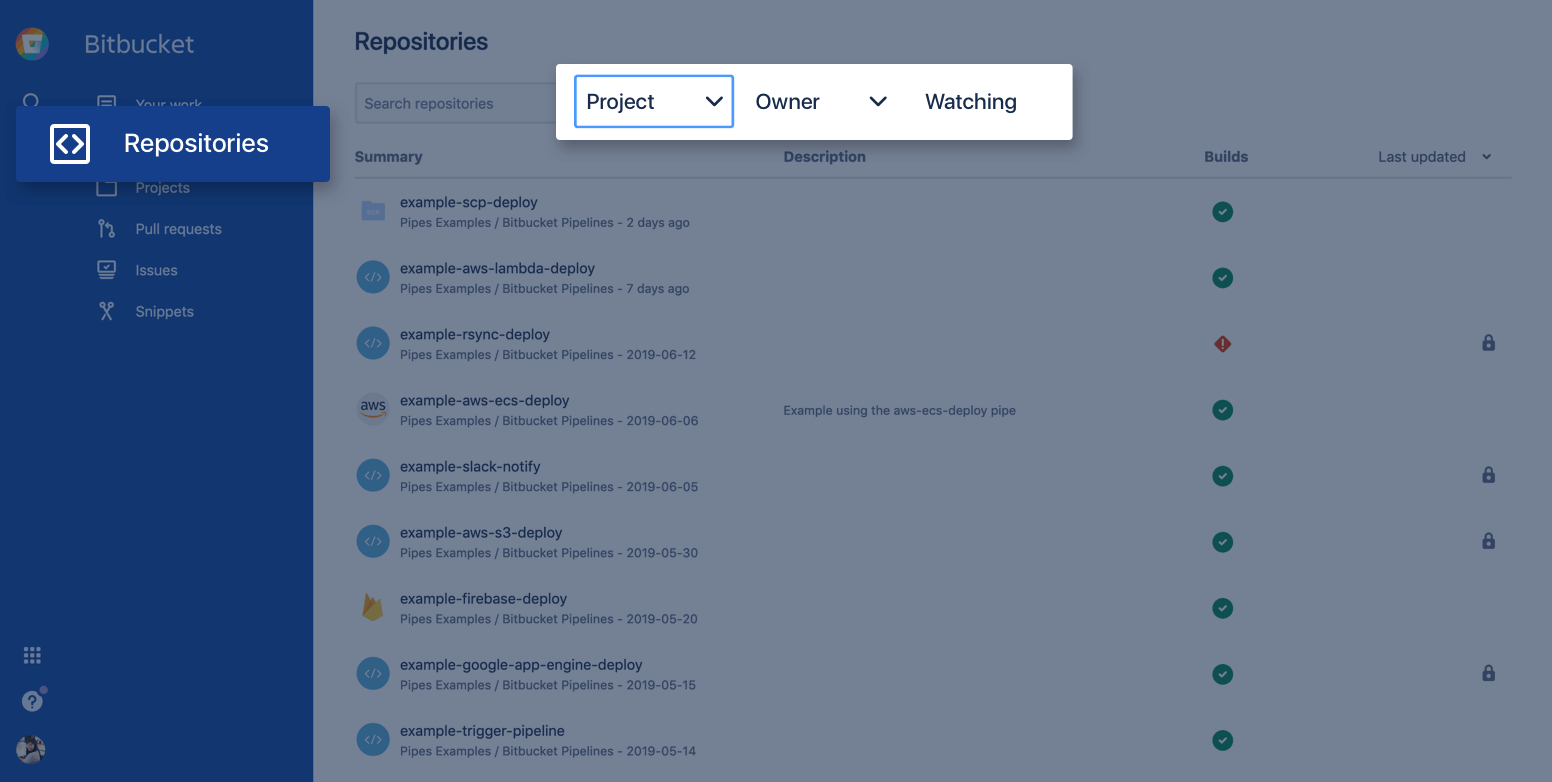 Bitbucket
Your work
Repositories
Projects
Pull requests
Issues
Snippets
Repositories
Search repositories
Project
Owner
Watching
Summary Description Builds Last updated
example-scp-deploy
Pipes Examples / Bitbucket Pipelines - 2 days ago
example-aws-lambda-deploy
Pipes Examples / Bitbucket Pipelines - 7 days ago
example-rsync-deploy
Pipes Examples / Bitbucket Pipelines - 2019-06-12
aws
example-aws-ecs-deploy
Pipes Examples / Bitbucket Pipelines - 2019-06-06
Example using the aws-ecs-deploy pipe
example-slack-notify
Pipes Examples / Bitbucket Pipelines - 2019-06-05
example-aws-s3-deploy
Pipes Examples / Bitbucket Pipelines - 2019-05-30
example-firebase-deploy
Pipes Examples / Bitbucket Pipelines - 2019-05-20
example-google-app-engine-deploy
Pipes Examples / Bitbucket Pipelines - 2019-05-15
example-trigger-pipeline
Pipes Examples / Bitbucket Pipelines - 2019-05-14